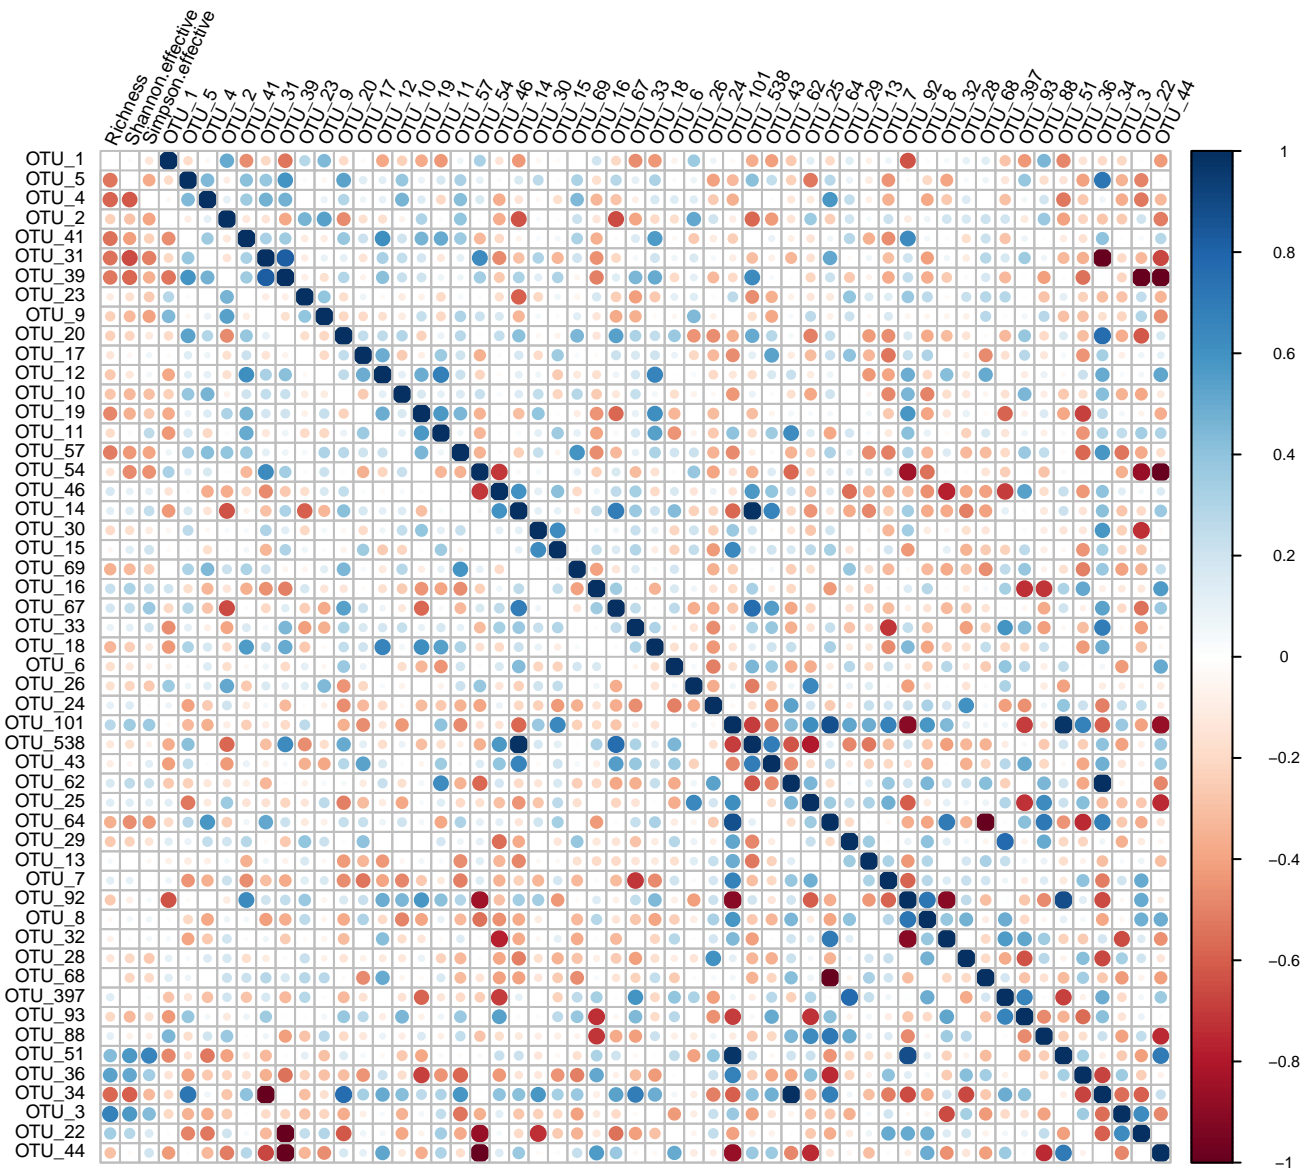 Richness
Shannon.effective
Simpson.effective
OTU_1
OTU_5
OTU_4
OTU_2
OTU_41
OTU_31
OTU_39
OTU_23
OTU_9
OTU_20
OTU_17
OTU_12
OTU_10
OTU_19
OTU_11
OTU_57
OTU_54
OTU_46
OTU_14
OTU_30
OTU_15
OTU_69
OTU_16
OTU_67
OTU_33
OTU_18
OTU_6
OTU_26
OTU_24
OTU_101
OTU_538
OTU_43
OTU_62
OTU_25
OTU_64
OTU_29
OTU_13
OTU_7
OTU_92
OTU_8
OTU_32
OTU_28
OTU_68
OTU_397
OTU_93
OTU_88
OTU_51
OTU_36
OTU_34
OTU_3
OTU_22
OTU_44
OTU_1
OTU_5
OTU_4
OTU_2
OTU_41
OTU_31
OTU_39
OTU_23
OTU_9
OTU_20
OTU_17
OTU_12
OTU_10
OTU_19
OTU_11
OTU_57
OTU_54
OTU_46
OTU_14
OTU_30
OTU_15
OTU_69
OTU_16
OTU_67
OTU_33
OTU_18
OTU_6
OTU_26
OTU_24
OTU_101
OTU_538
OTU_43
OTU_62
OTU_25
OTU_64
OTU_29
OTU_13
OTU_7
OTU_92
OTU_8
OTU_32
OTU_28
OTU_68
OTU_397
OTU_93
OTU_88
OTU_51
OTU_36
OTU_34
OTU_3
OTU_22
OTU_44
1
0.8
0.6
0.4
0.2
0
−0.2
−0.4
−0.6
−0.8
−1